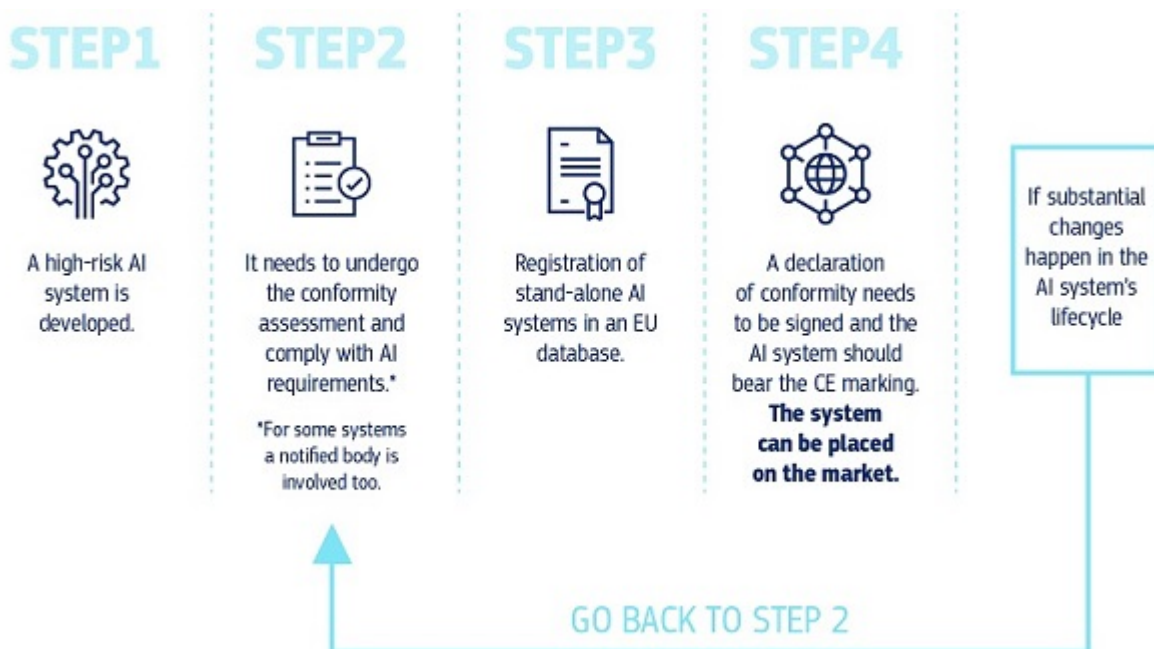 STEP1
A high-risk AI
system is
developed.
STEP2
It needs to undergo
the conformity
assessment and
comply with AI
requirements.*
*For some systems
a notified body is
involved too.
STEP3
Registration of
stand-alone AI
systems in an EU
database.
STEP4
A declaration
of conformity needs
to be signed and the
AI system should
bear the CE marking.
The system
can be placed
on the market.
If substantial
changes
happen in the
AI system's
lifecycle
GO BACK TO STEP 2